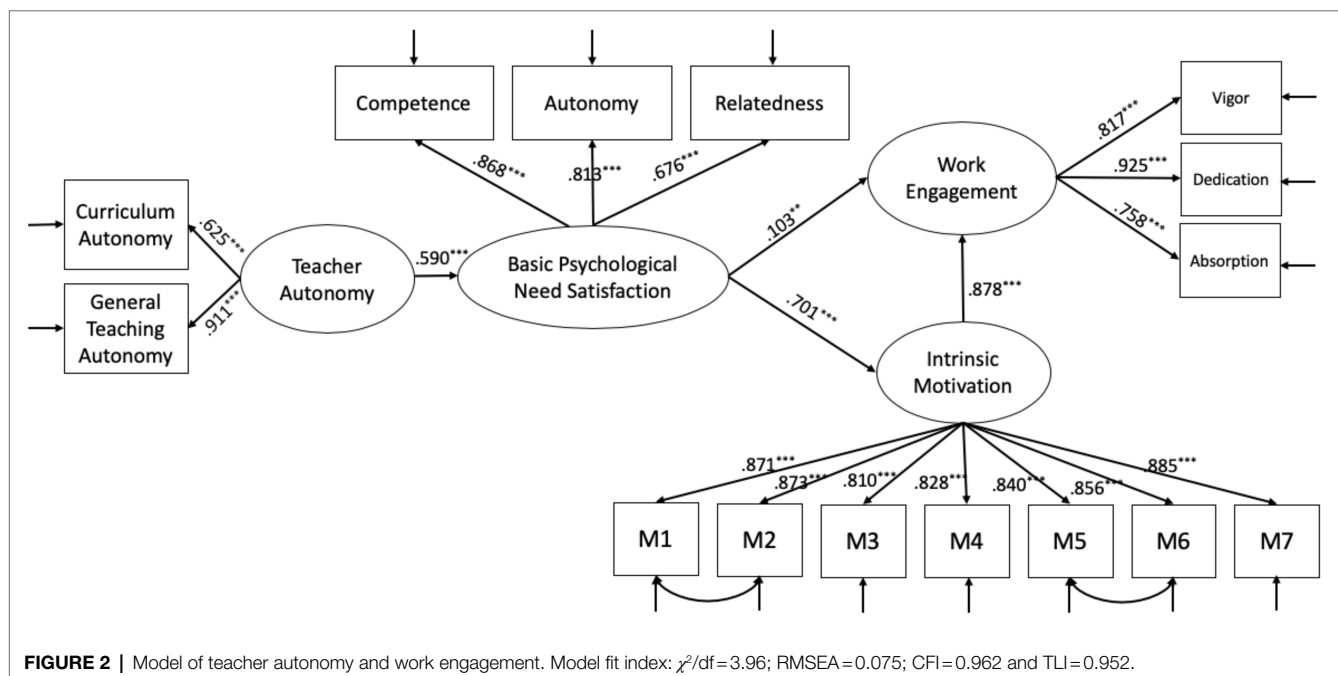 Competence
Autonomy
Relatedness
Vigor
.817***
.868***
.813***
.676***
Work
Engagement
.925***
Dedication
Curriculum
Autonomy
.625***
.103**
.758***
Teacher
Autonomy
.590***
Basic Psychological
Need Satisfaction
Absorption
General
Teaching
Autonomy
.911***
.701***
.878***
Intrinsic
Motivation
.871***
.873***
.810***
.828***
.840***
.856***
.885***
M1
M2
M3
M4
M5
M6
M7
FIGURE 2 | Model of teacher autonomy and work engagement. Model fit index: χ²/df=3.96; RMSEA=0.075; CFI=0.962 and TLI=0.952.